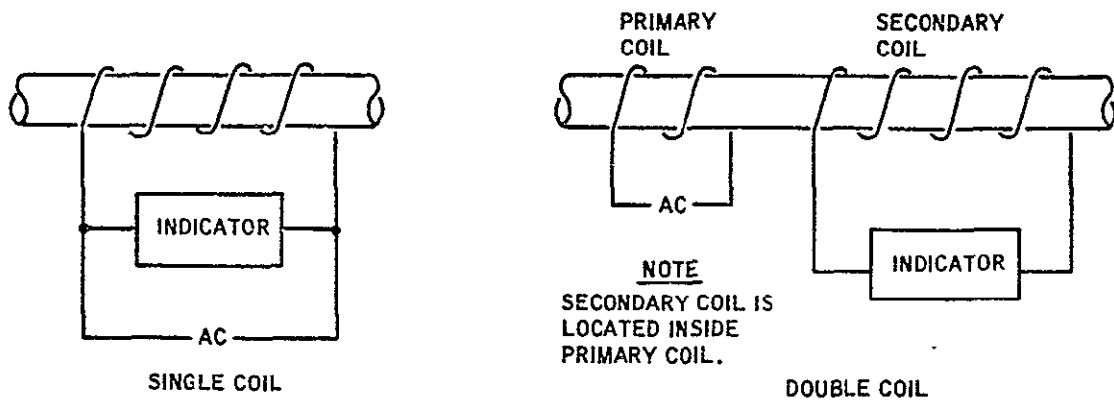 INDICATOR
AC
SINGLE COIL
PRIMARY
COIL
SECONDARY
COIL
AC
INDICATOR
NOTE
SECONDARY COIL IS
LOCATED INSIDE
PRIMARY COIL.
DOUBLE COIL